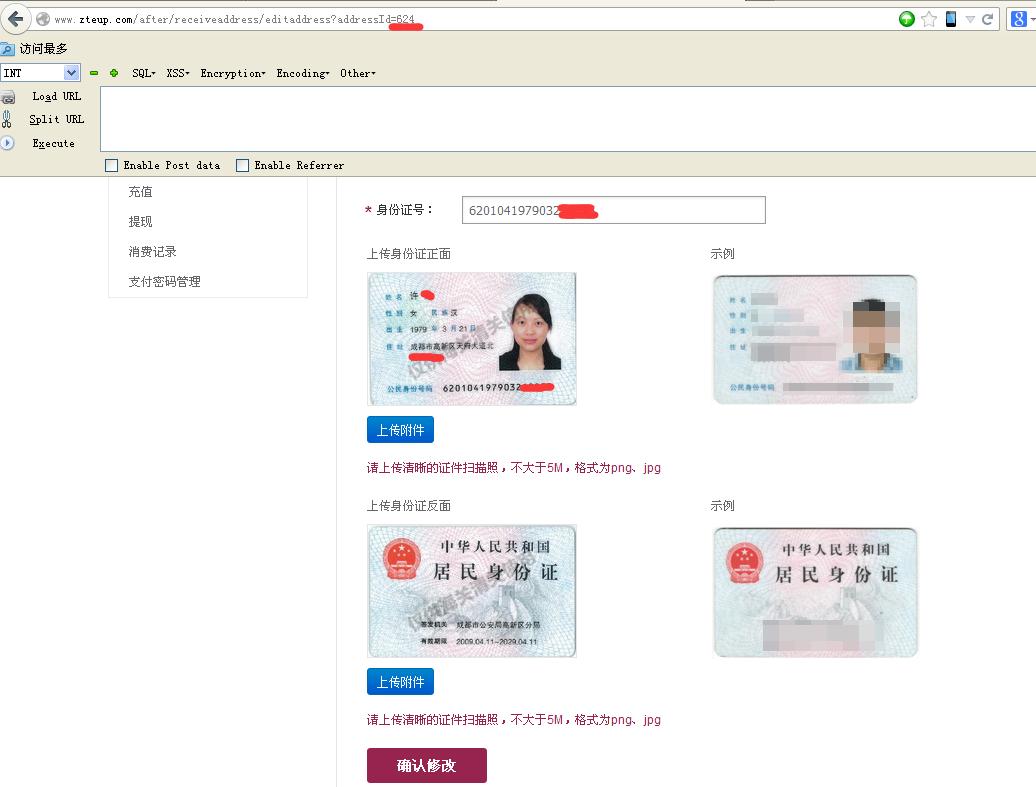 www.zteup.com/after/receiveaddress/editaddress?addressId=624
8
访问最多
INT
SQL XSS Encryption Encoding Other
Load URL
Split URL
Execute
Enable Post data Enable Referrer
充值
提现
消费记录
支付密码管理
* 身份证号： 6201041979032
上传身份证正面 示例
姓名 许
性别 女 民族 汉
出生 1979 年 3 月 21 日
住址 成都市高新区天府大道北
公民身份号码 6201041979032
姓名
性别
出生
住址
公民身份号码
上传附件
请上传清晰的证件扫描照，不大于5M，格式为png、jpg
上传身份证反面 示例
中华人民共和国
居民身份证
签发机关 成都市公安局高新区分局
有效期限 2009.04.11-2029.04.11
中华人民共和国
居民身份证
上传附件
请上传清晰的证件扫描照，不大于5M，格式为png、jpg
确认修改